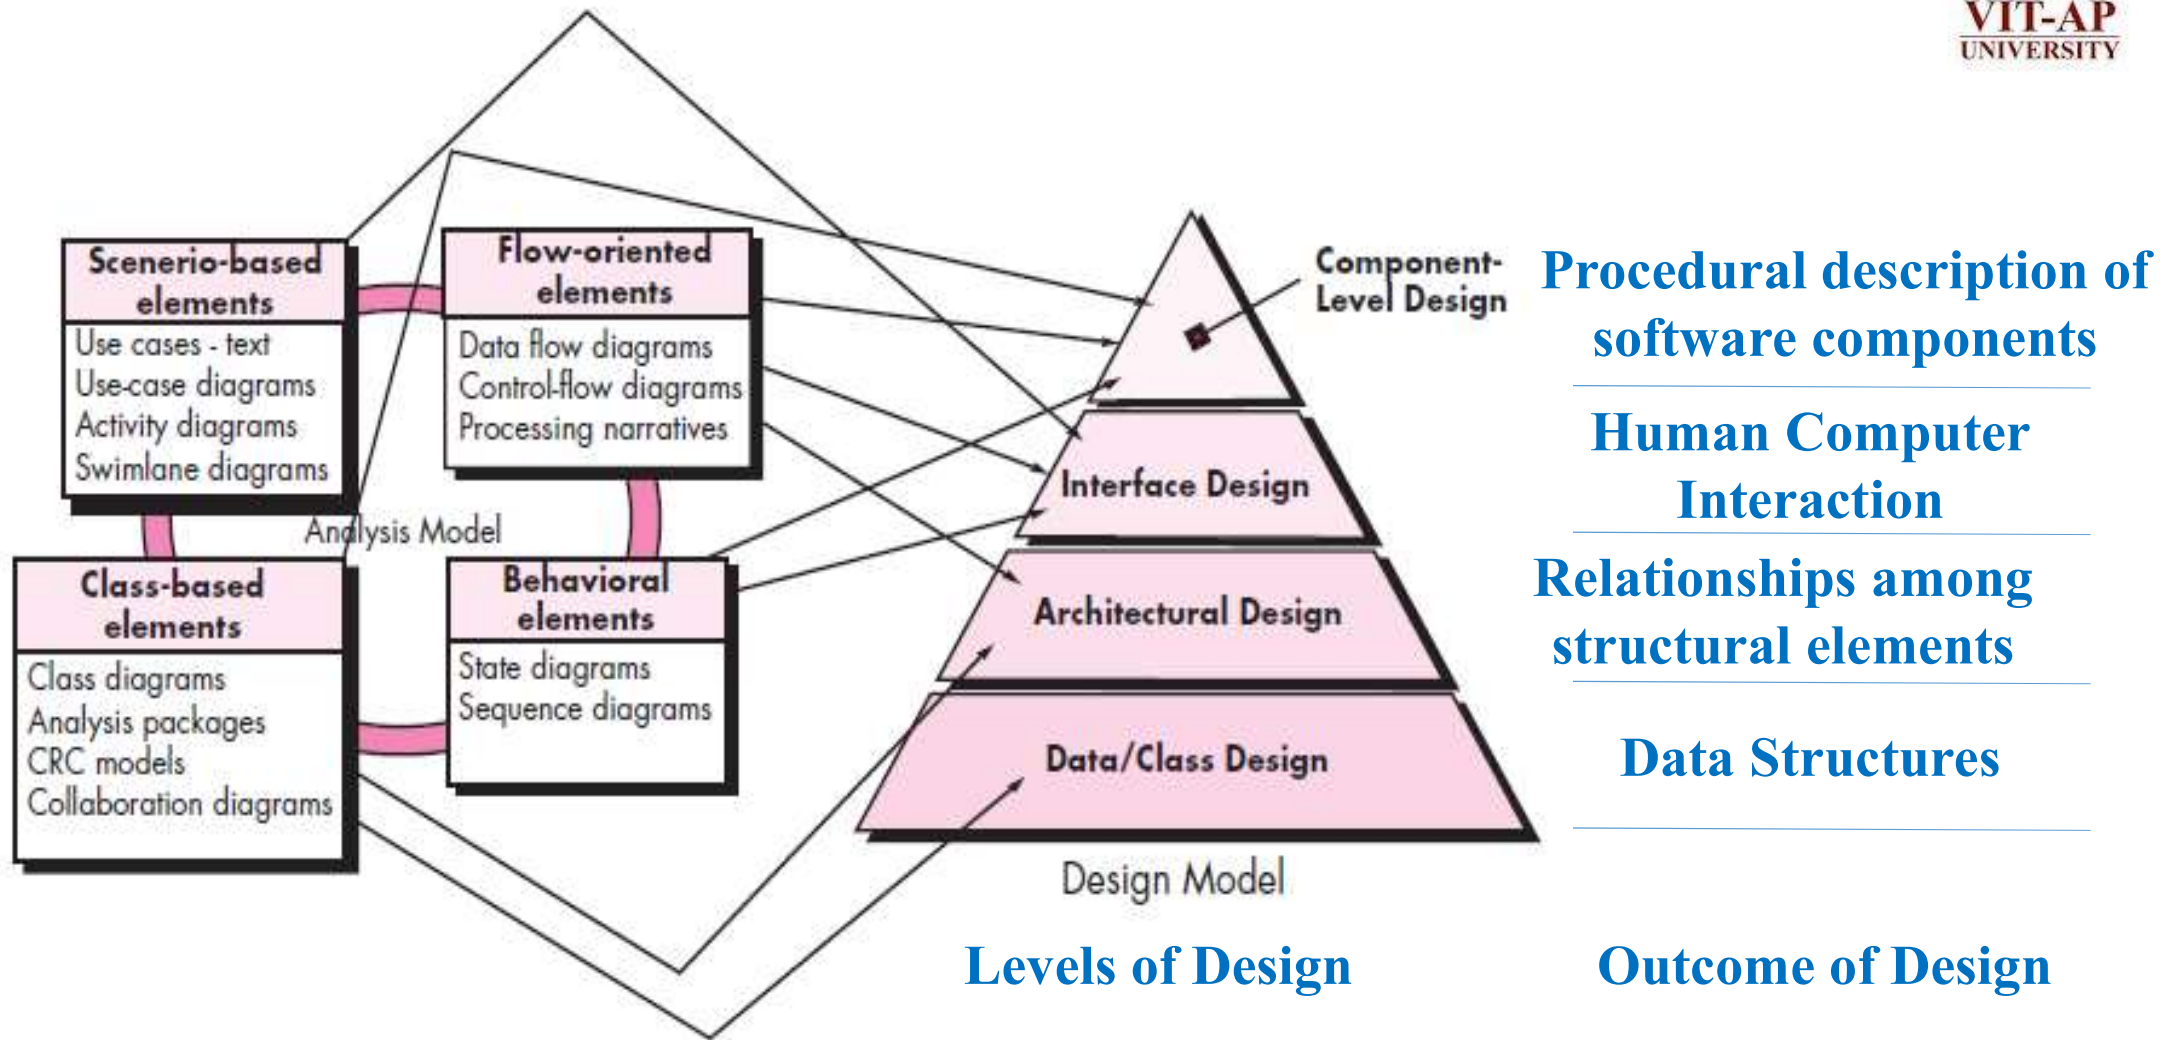 VIT-AP
UNIVERSITY
Scenerio-based
elements
Use cases - text
Use-case diagrams
Activity diagrams
Swimlane diagrams
Flow-oriented
elements
Data flow diagrams
Control-flow diagrams
Processing narratives
Analysis Model
Class-based
elements
Class diagrams
Analysis packages
CRC models
Collaboration diagrams
Behavioral
elements
State diagrams
Sequence diagrams
Component-
Level Design
Interface Design
Architectural Design
Data/Class Design
Design Model
Levels of Design
Procedural description of
software components
Human Computer
Interaction
Relationships among
structural elements
Data Structures
Outcome of Design